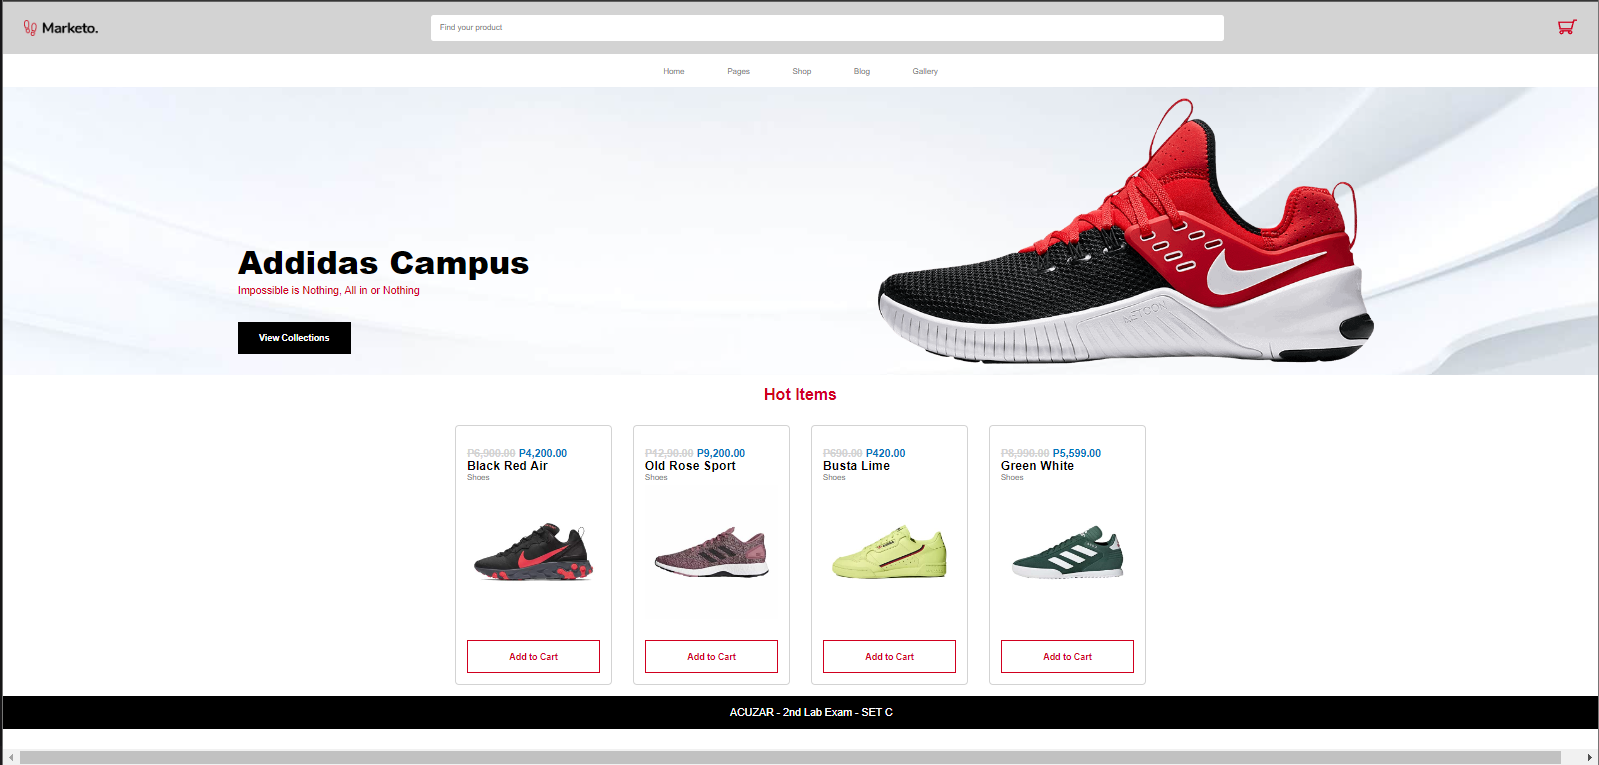 Marketo.
Find your product
Home Pages Shop Blog Gallery
Addidas Campus
Impossible is Nothing, All in or Nothing
View Collections
Hot Items
P6,900.00 P4,200.00
Black Red Air
Shoes
Add to Cart
P12,90.00 P9,200.00
Old Rose Sport
Shoes
Add to Cart
P690.00 P420.00
Busta Lime
Shoes
Add to Cart
P8,990.00 P5,599.00
Green White
Shoes
Add to Cart
ACUZAR - 2nd Lab Exam - SET C